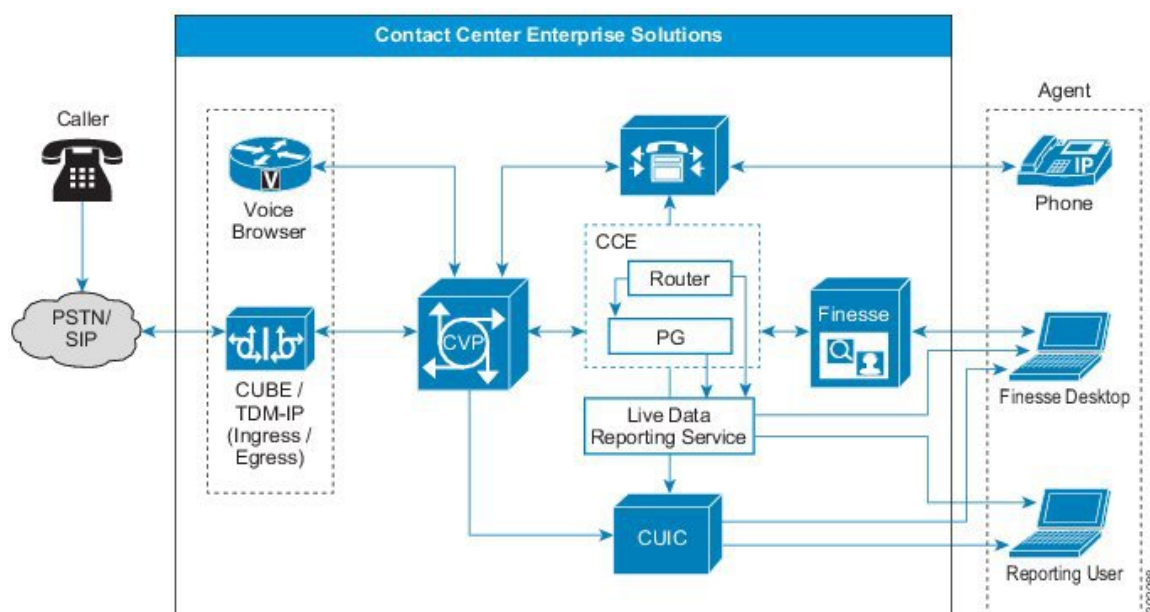 Contact Center Enterprise Solutions
Caller
Agent
V
Voice
Browser
IP
Phone
CCE
Router
PSTN/
SIP
CVP
PG
Finesse
CUBE /
TDM-IP
(Ingress /
Egress)
Live Data
Reporting Service
Finesse Desktop
CUIC
Reporting User